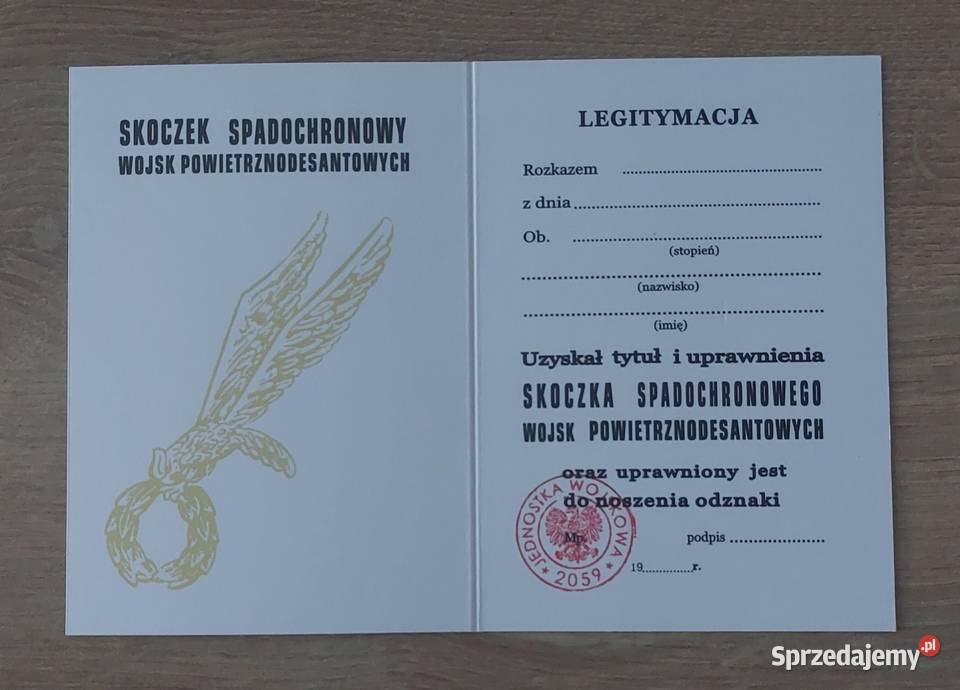 SKOCZEK SPADOCHRONOWY
WOJSK POWIETRZNODESANTOWYCH
LEGITYMACJA
Rozkazem ................................
z dnia ................................
Ob. ................................
(stopień)
................................
(nazwisko)
................................
(imię)
Uzyskał tytuł i uprawnienia
SKOCZKA SPADOCHRONOWEGO
WOJSK POWIETRZNODESANTOWYCH
oraz uprawniony jest
do noszenia odznaki
JEDNOSTKA WOJSKOWA
* 2059 *
Mp.
podpis ................
19............ r.
Sprzedajemy.pl